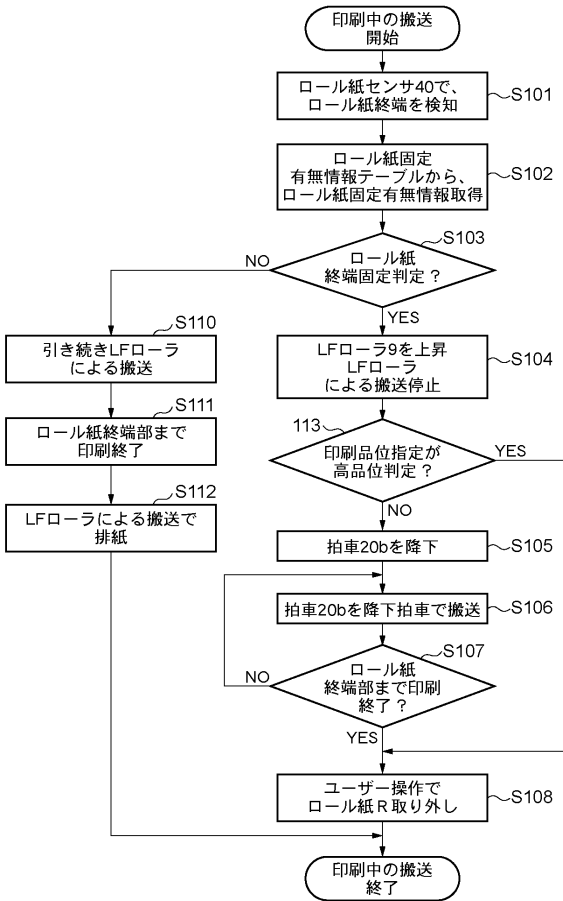 印刷中の搬送
開始
ロール紙センサ40で、
ロール紙終端を検知
S101
ロール紙固定
有無情報テーブルから、
ロール紙固定有無情報取得
S102
S103
ロール紙
終端固定判定？
NO
YES
S110
引き続きLFローラ
による搬送
S111
ロール紙終端部まで
印刷終了
S112
LFローラによる搬送で
排紙
LFローラ9を上昇
LFローラ
による搬送停止
S104
113
印刷品位指定が
高品位判定？
YES
NO
拍車20bを降下
S105
拍車20bを降下拍車で搬送
S106
S107
ロール紙
終端部まで印刷
終了？
NO
YES
ユーザー操作で
ロール紙Ｒ取り外し
S108
印刷中の搬送
終了